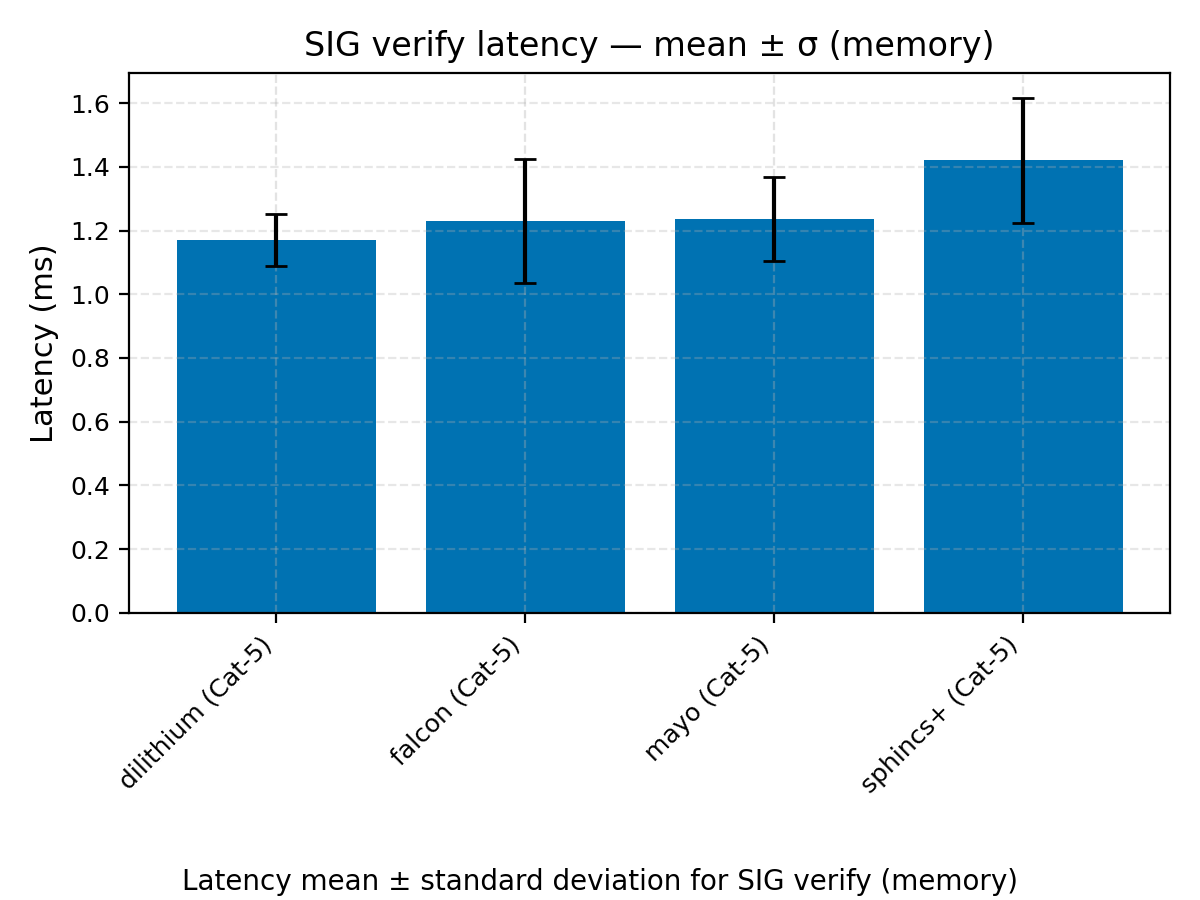 SIG verify latency — mean ± σ (memory)
Latency (ms)
1.6
1.4
1.2
1.0
0.8
0.6
0.4
0.2
0.0
dilithium (Cat-5)
falcon (Cat-5)
mayo (Cat-5)
sphincs+ (Cat-5)
Latency mean ± standard deviation for SIG verify (memory)